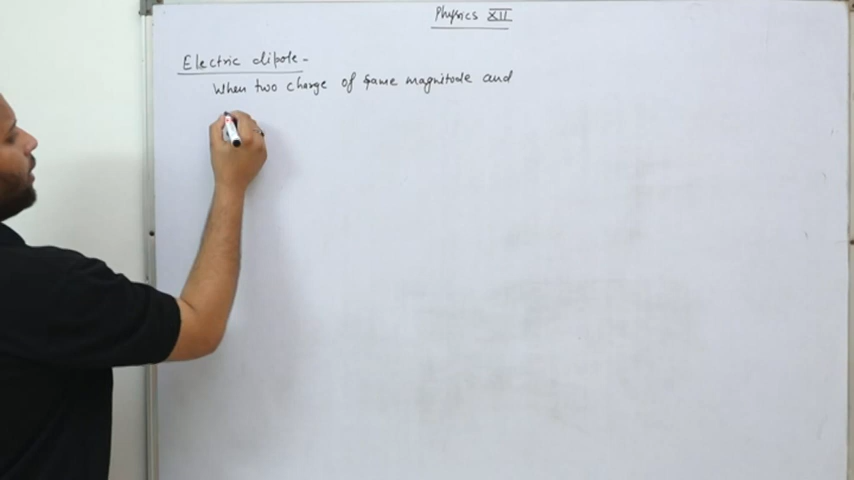 Physics XII
Electric dipole-
When two charge of same magnitude and